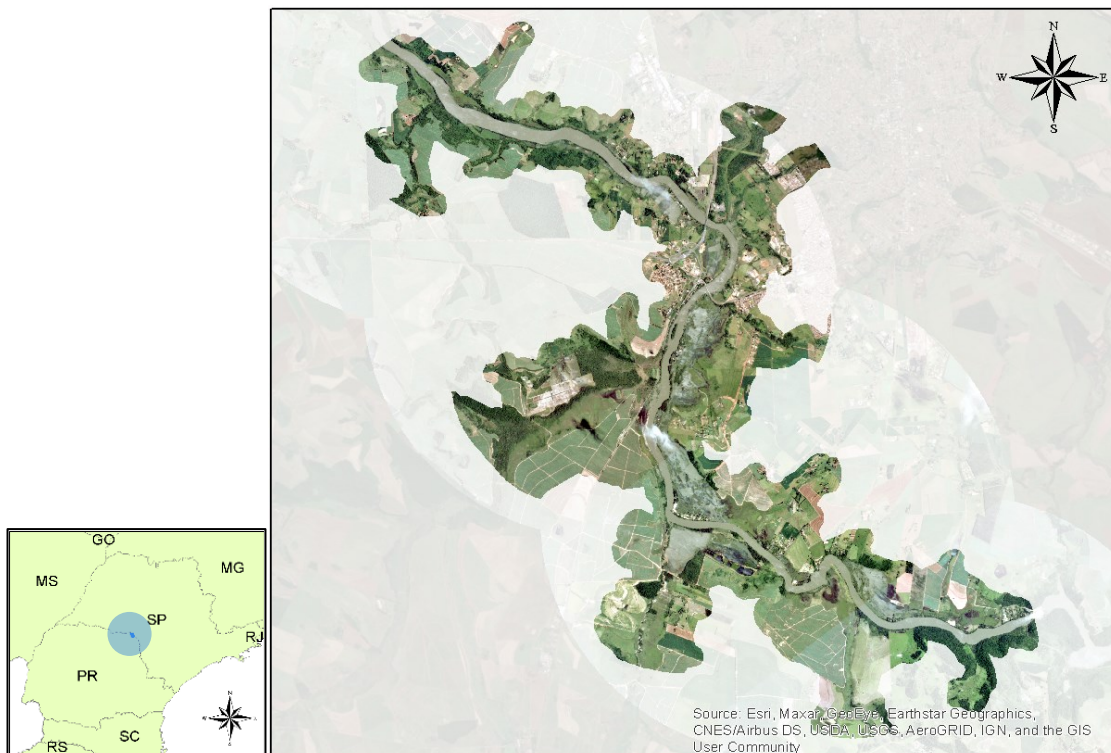 N
W E
S
GO
MS
MG
SP
RJ
PR
N
SC
RS
Source: Esri, Maxar, GeoEye, Earthstar Geographics,
CNES/Airbus DS, USDA, USGS, AeroGRID, IGN, and the GIS
User Community